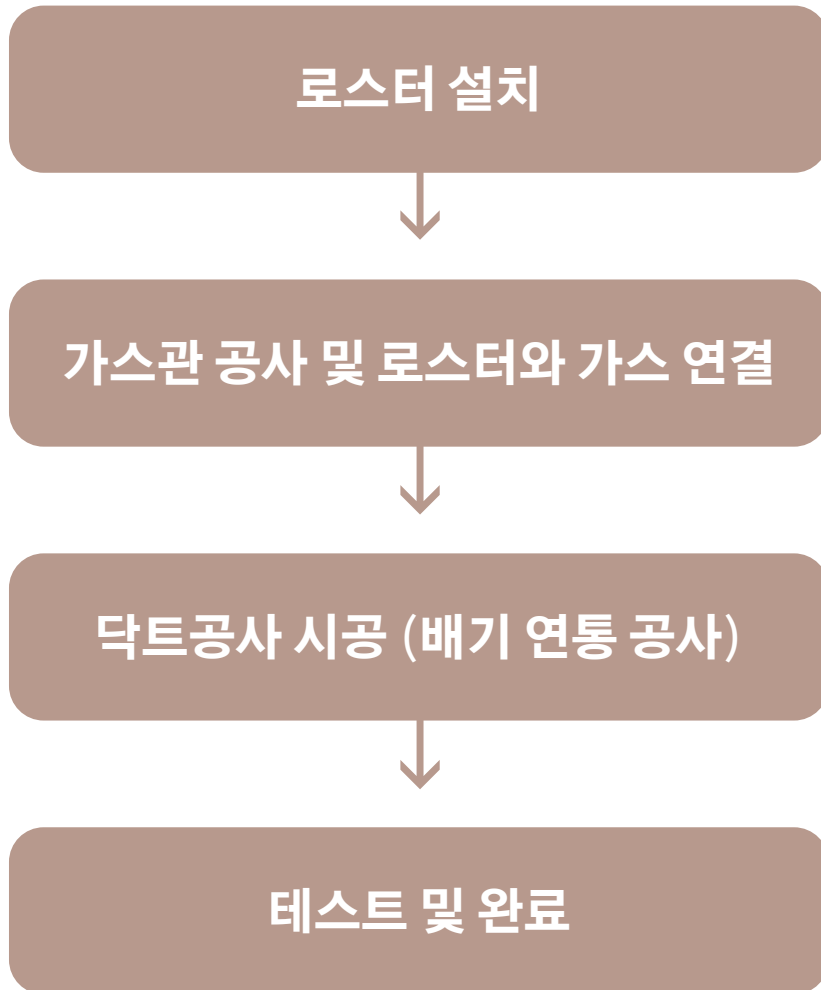 로스터 설치
가스관 공사 및 로스터와 가스 연결
닥트공사 시공 (배기 연통 공사)
테스트 및 완료